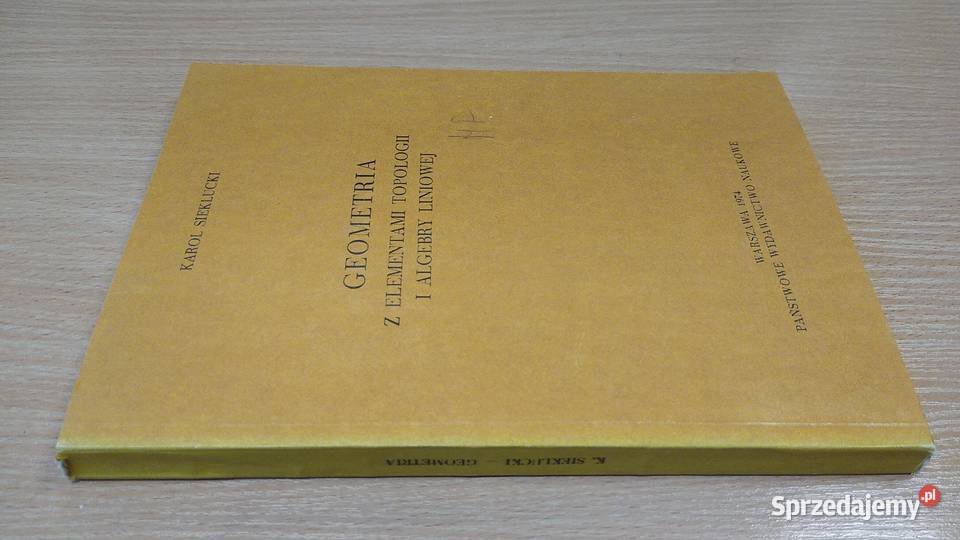 KAROL SIEKLUCKI
GEOMETRIA
Z ELEMENTAMI TOPOLOGII
I ALGEBRY LINIOWEJ
WARSZAWA 1974
PAŃSTWOWE WYDAWNICTWO NAUKOWE
K. SIEKLUCKI — GEOMETRIA
Sprzedajemy.pl